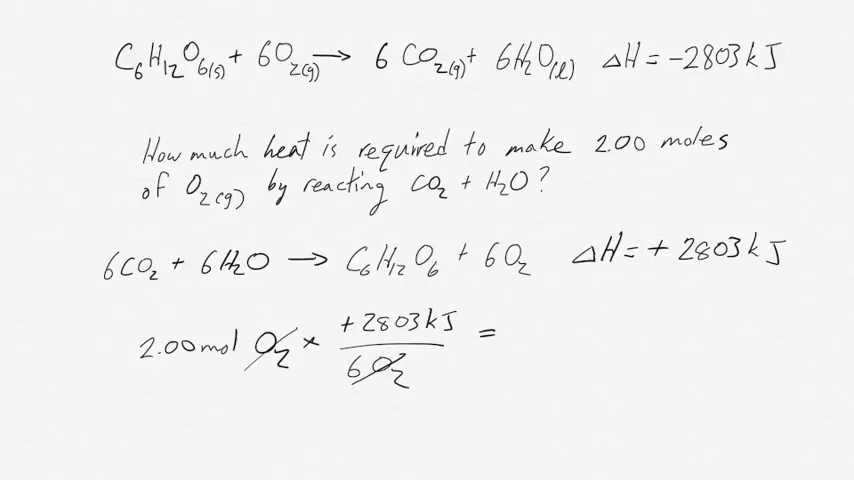 C₆H₁₂O₆(s) + 6O₂(g) → 6 CO₂(g) + 6H₂O(l) ΔH = -2803 kJ
How much heat is required to make 2.00 moles
of O₂(g) by reacting CO₂ + H₂O?
6CO₂ + 6H₂O → C₆H₁₂O₆ + 6O₂ ΔH = + 2803 kJ
2.00 mol O₂ × +2803 kJ / 6 O₂ =